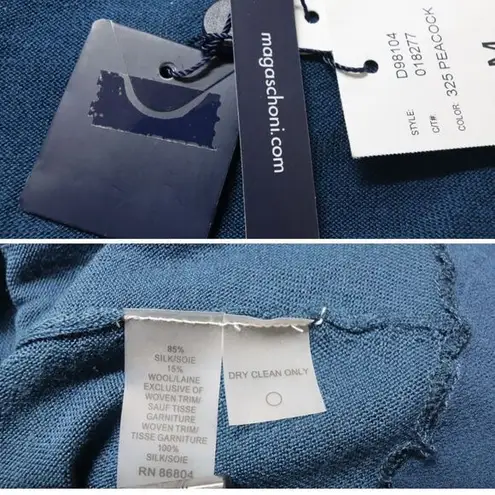 magaschoni.com
STYLE: D98104
CIT#: 018277
COLOR: 325 PEACOCK
M
85%
SILK/SOIE
15%
WOOL/LAINE
EXCLUSIVE OF
WOVEN TRIM/
SAUF TISSE
GARNITURE
WOVEN TRIM/
TISSE GARNITURE
100%
SILK/SOIE
RN 86804
DRY CLEAN ONLY